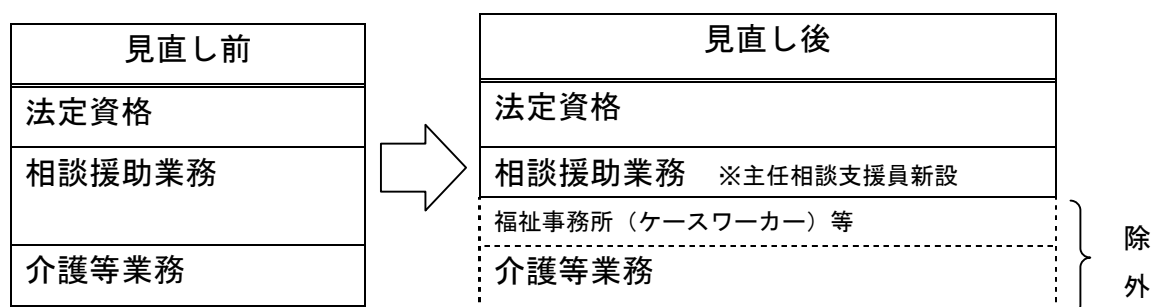 見直し前
法定資格
相談援助業務
介護等業務
見直し後
法定資格
相談援助業務 ※主任相談支援員新設
福祉事務所（ケースワーカー）等
介護等業務
除
外